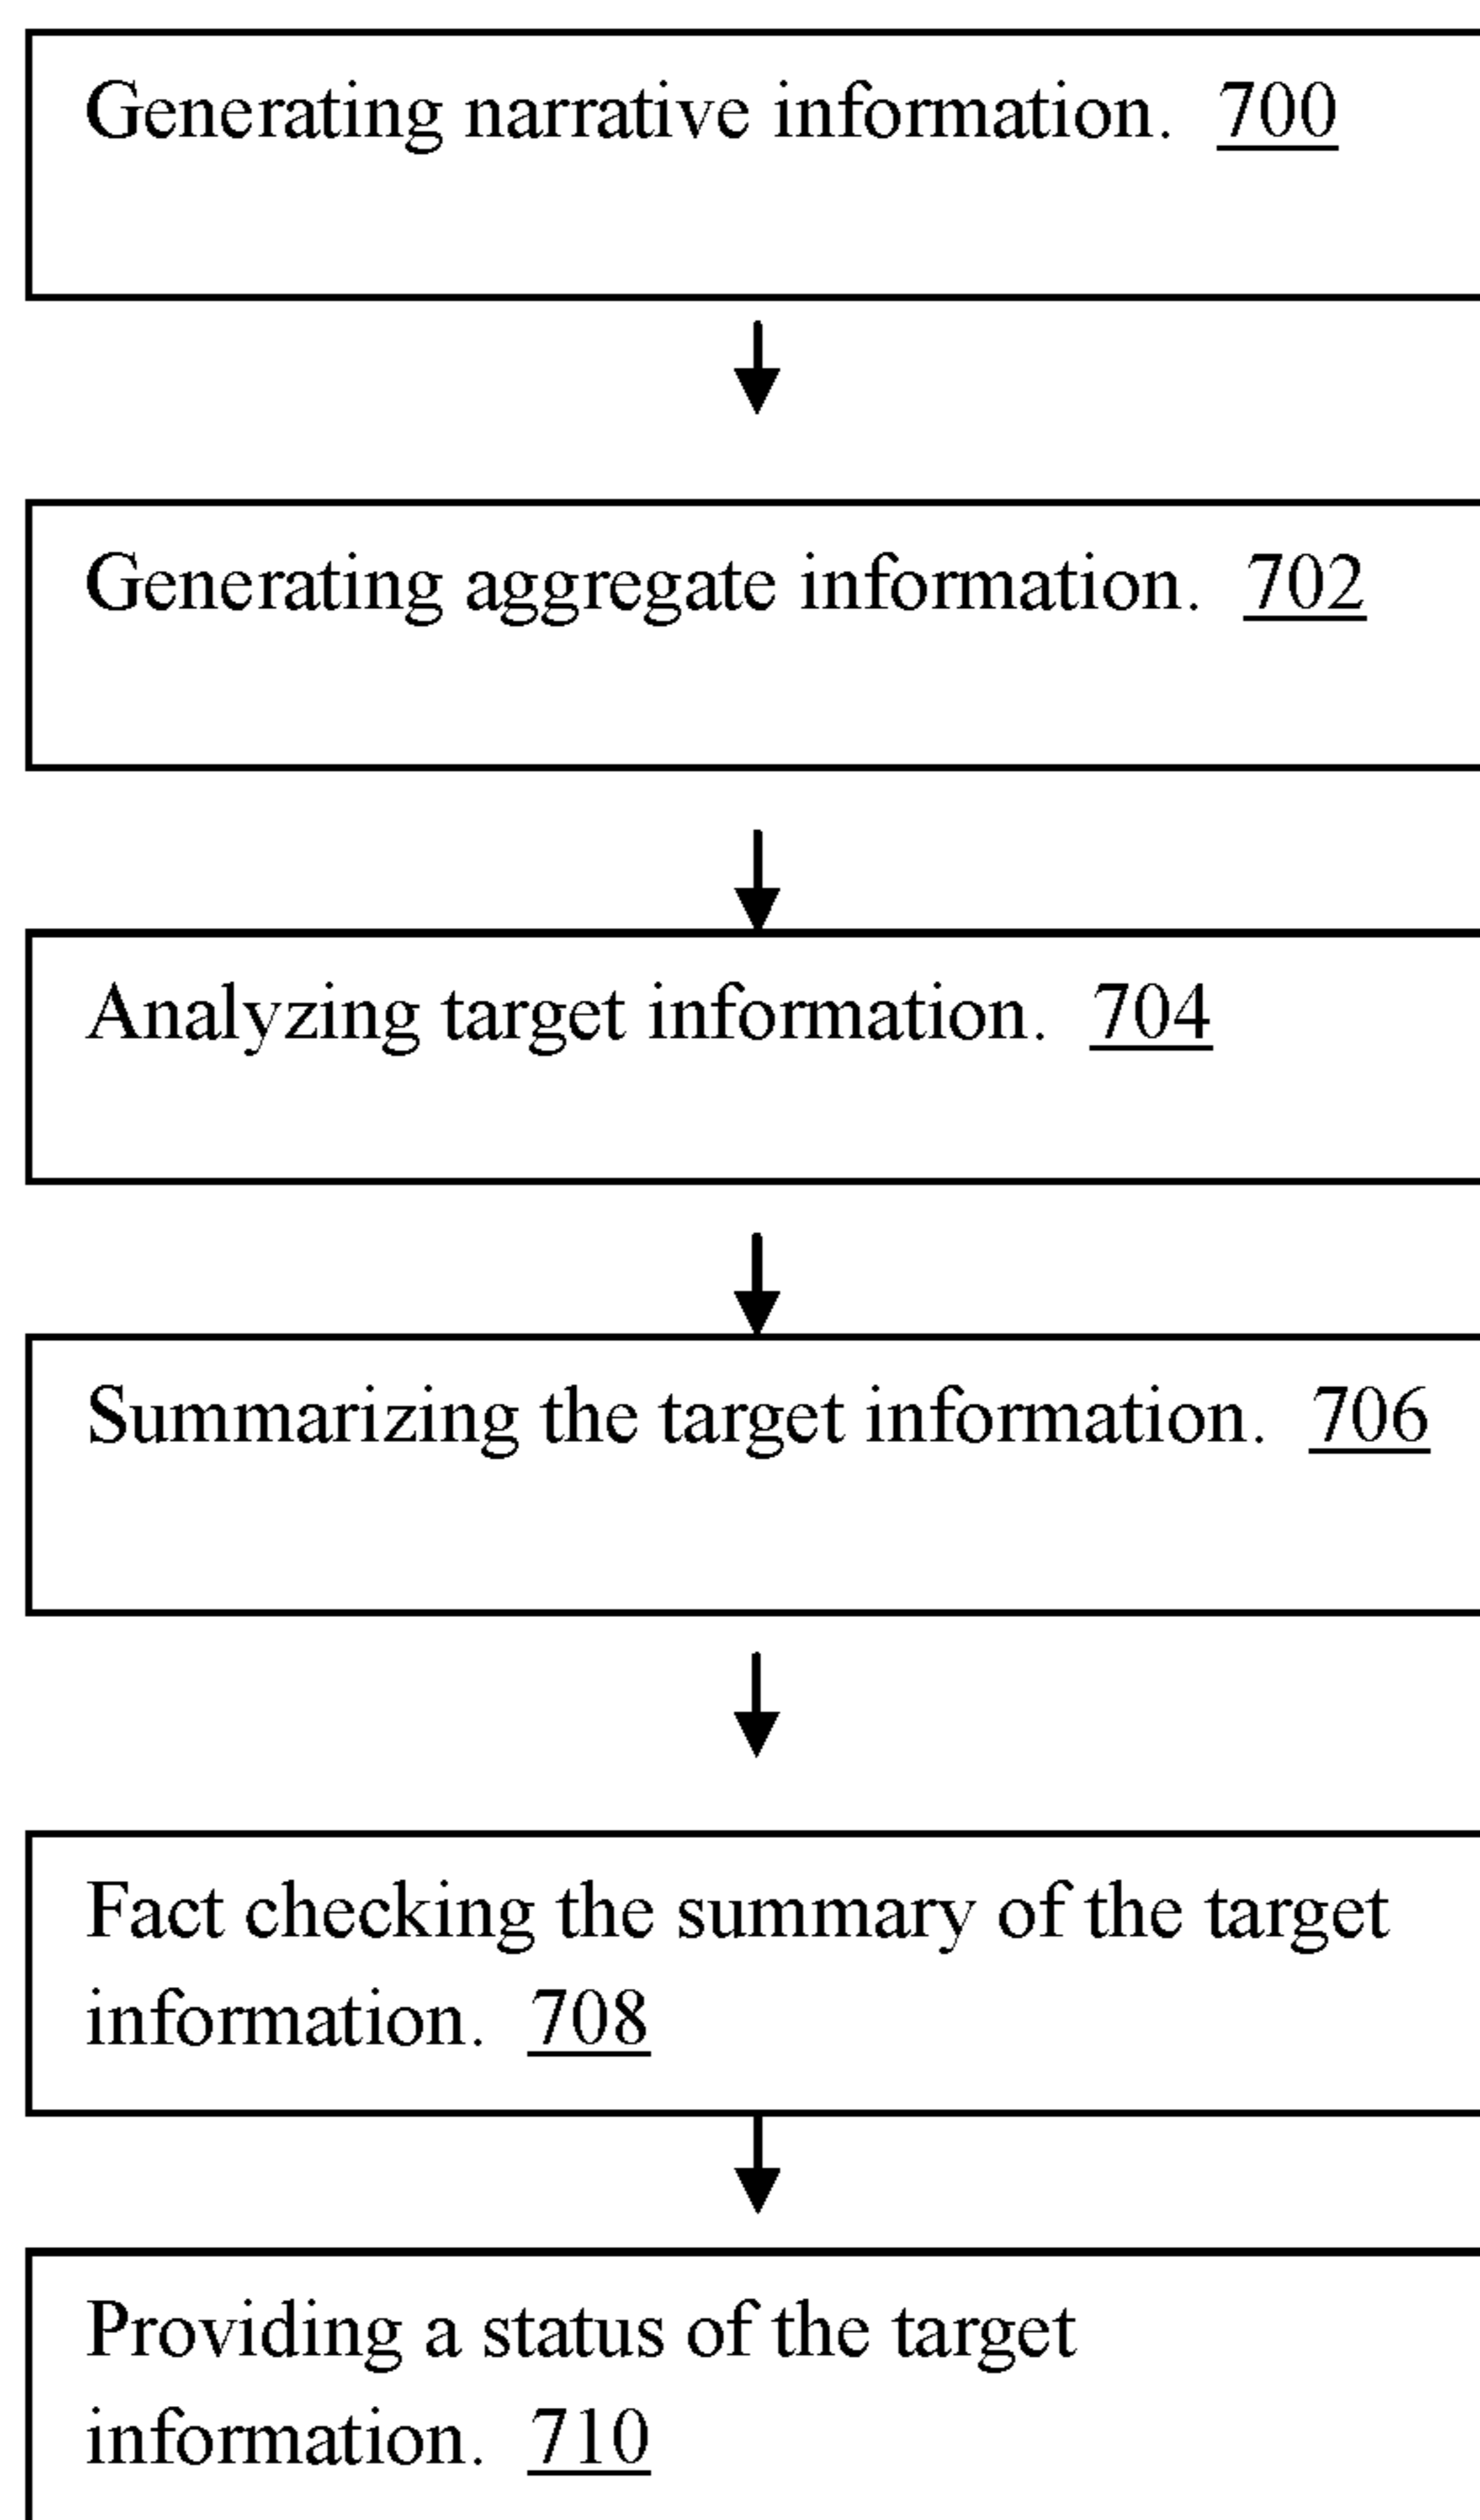 Generating narrative information. 700
Generating aggregate information. 702
Analyzing target information. 704
Summarizing the target information. 706
Fact checking the summary of the target
information. 708
Providing a status of the target
information. 710